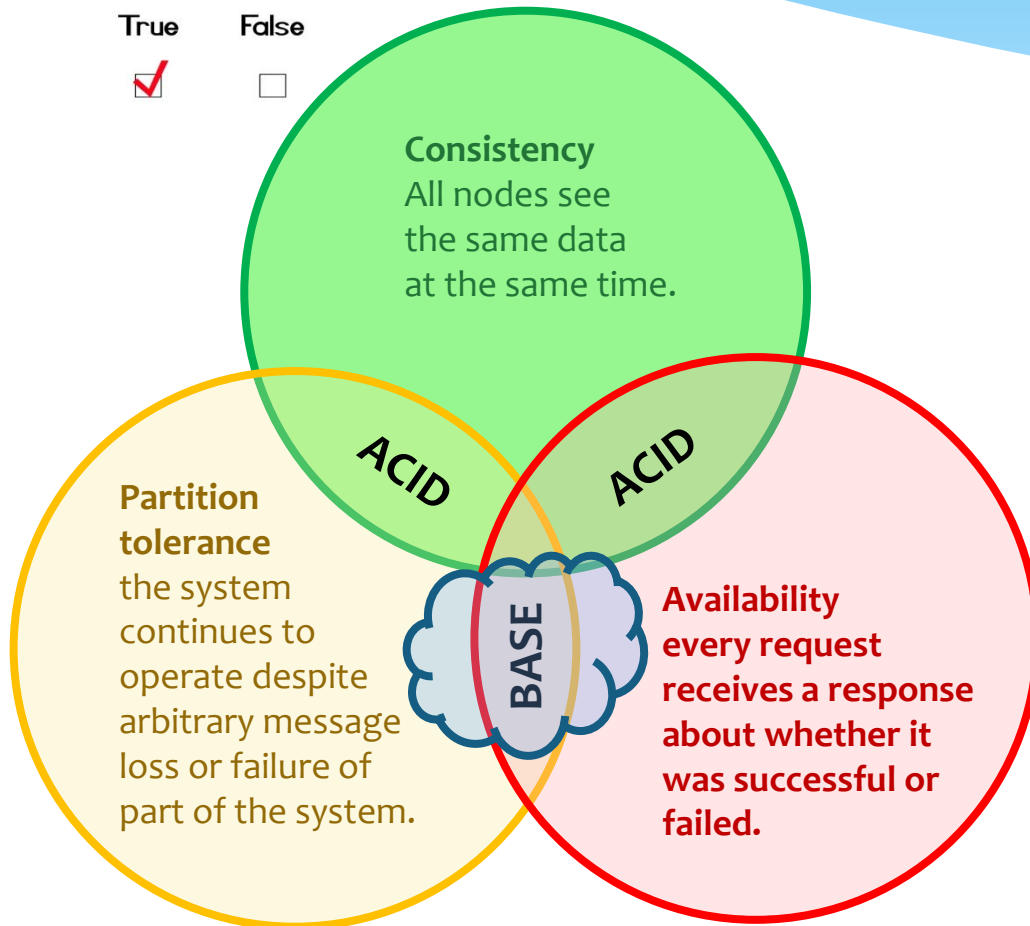 True False
Consistency
All nodes see
the same data
at the same time.
ACID
ACID
Partition
tolerance
the system
continues to
operate despite
arbitrary message
loss or failure of
part of the system.
BASE
Availability
every request
receives a response
about whether it
was successful or
failed.